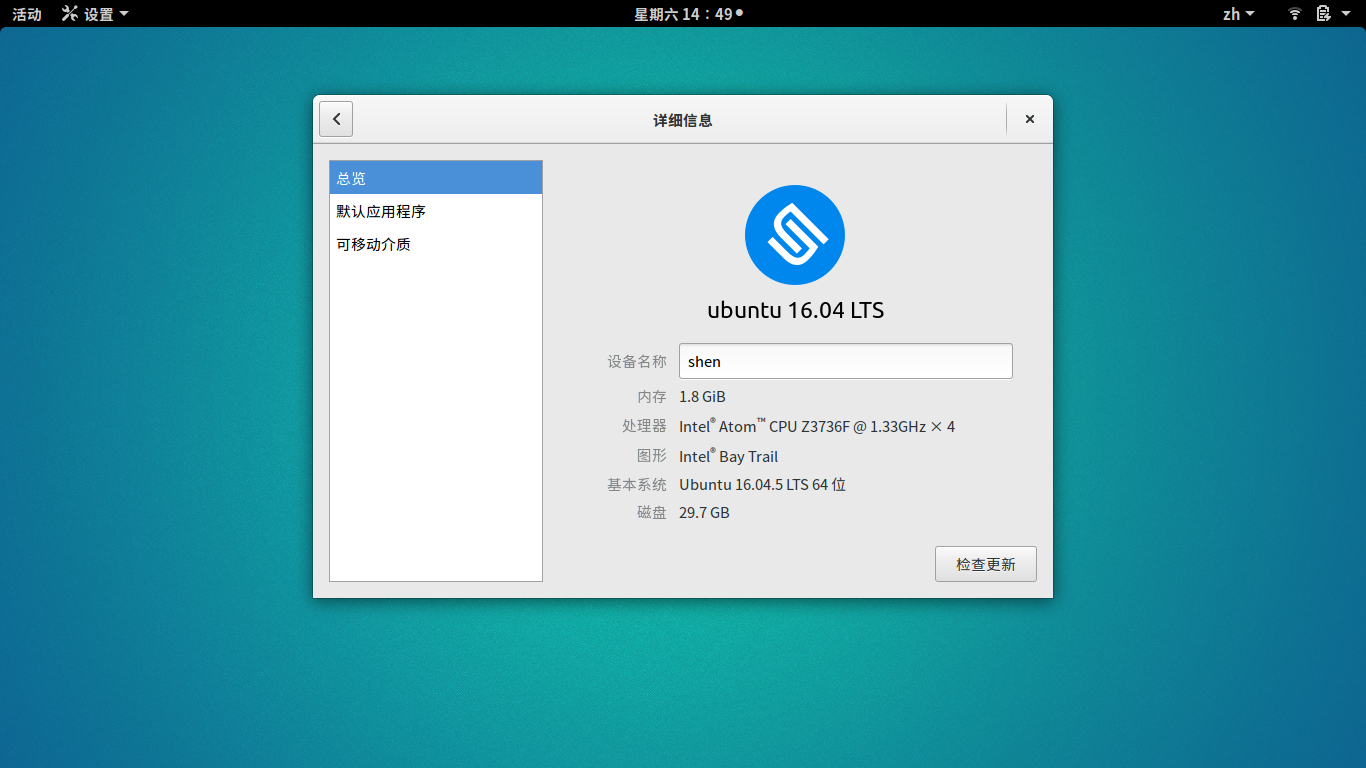 活动 设置 星期六 14：49 zh
详细信息
总览
默认应用程序
可移动介质
ubuntu 16.04 LTS
设备名称 shen
内存 1.8 GiB
处理器 Intel® Atom™ CPU Z3736F @ 1.33GHz × 4
图形 Intel® Bay Trail
基本系统 Ubuntu 16.04.5 LTS 64 位
磁盘 29.7 GB
检查更新